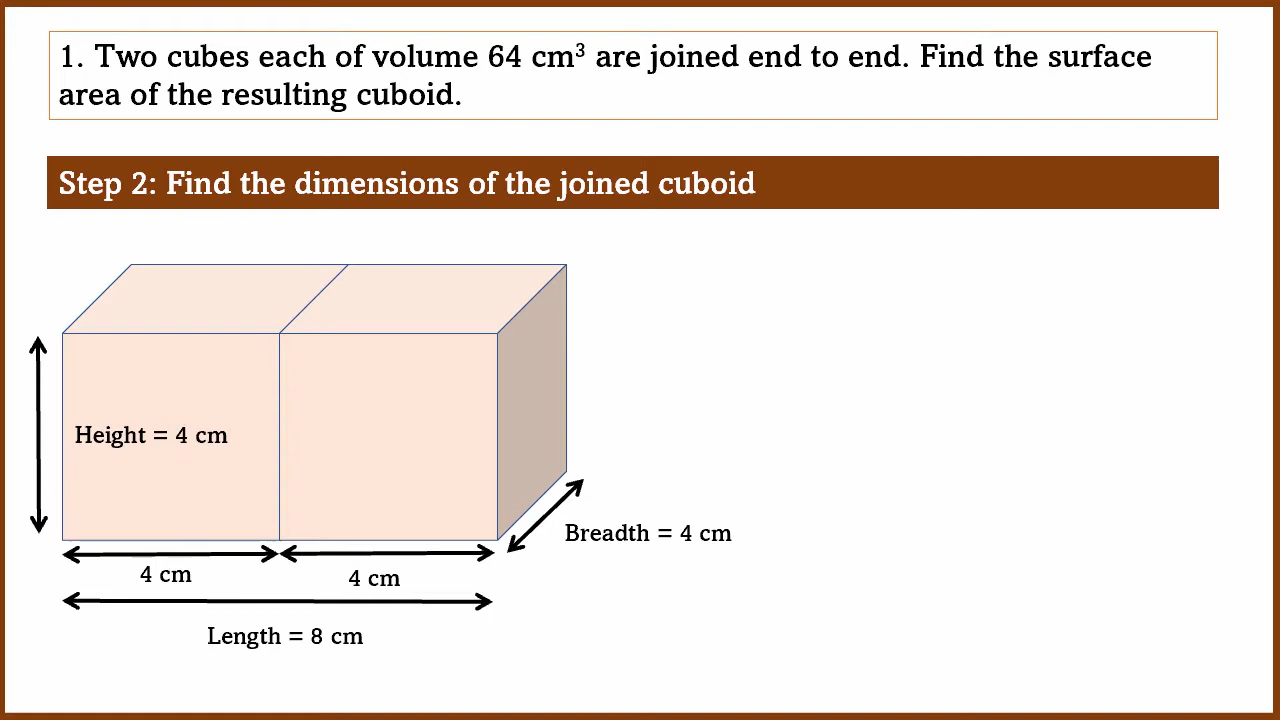 1. Two cubes each of volume 64 cm³ are joined end to end. Find the surface
area of the resulting cuboid.
Step 2: Find the dimensions of the joined cuboid
Height = 4 cm
Breadth = 4 cm
4 cm
4 cm
Length = 8 cm